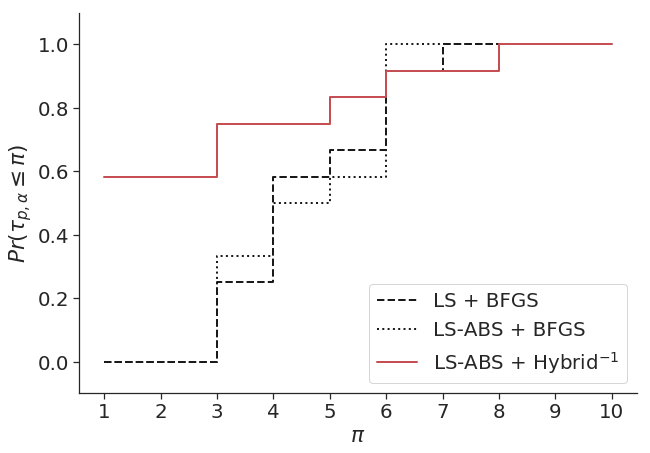 1.0
0.8
0.6
0.4
0.2
0.0
Pr(τ_{p,α} ≤ π)
LS + BFGS
LS-ABS + BFGS
LS-ABS + Hybrid⁻¹
1 2 3 4 5 6 7 8 9 10
π